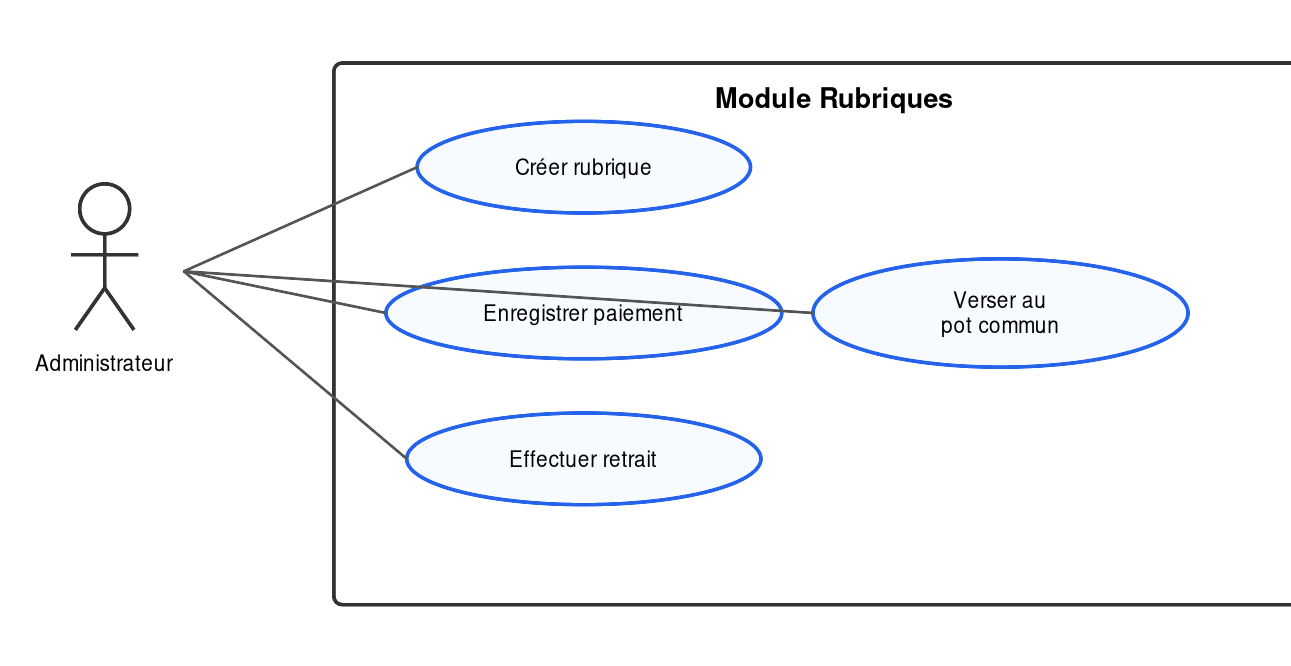 Module Rubriques
Créer rubrique
Enregistrer paiement
Verser au
pot commun
Effectuer retrait
Administrateur